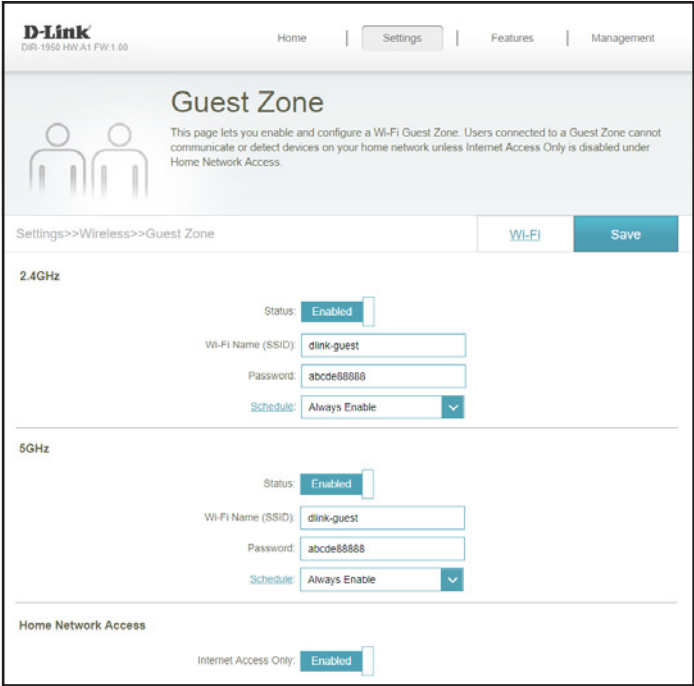 D-Link
DIR-1950 HW:A1 FW:1.00
Home | Settings | Features | Management
Guest Zone
This page lets you enable and configure a Wi-Fi Guest Zone. Users connected to a Guest Zone cannot
communicate or detect devices on your home network unless Internet Access Only is disabled under
Home Network Access.
Settings>>Wireless>>Guest Zone
Wi-Fi
Save
2.4GHz
Status: Enabled
Wi-Fi Name (SSID): dlink-guest
Password: abcde88888
Schedule: Always Enable
5GHz
Status: Enabled
Wi-Fi Name (SSID): dlink-guest
Password: abcde88888
Schedule: Always Enable
Home Network Access
Internet Access Only: Enabled